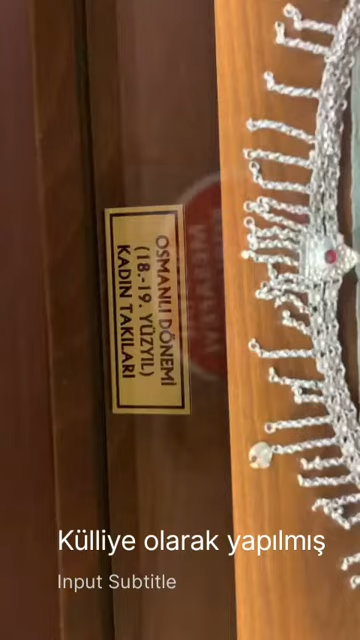 OSMANLI DÖNEMİ
(18.-19. YÜZYIL)
KADIN TAKILARI
Külliye olarak yapılmış
Input Subtitle